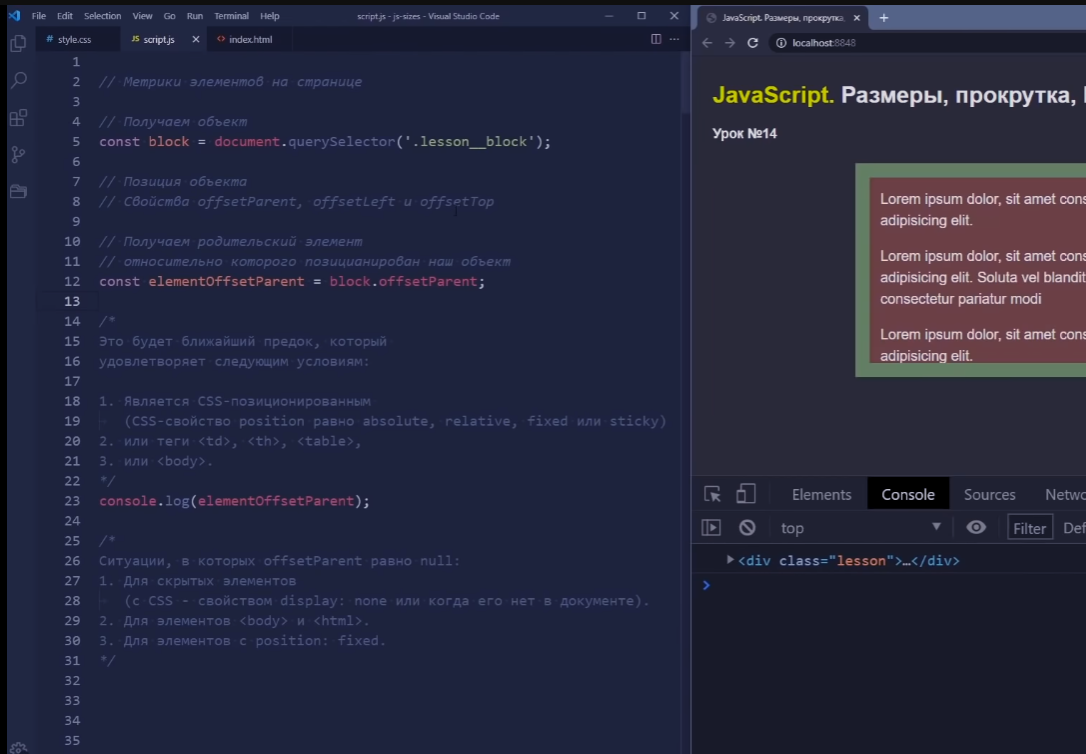 File Edit Selection View Go Run Terminal Help script.js - js-sizes - Visual Studio Code
# style.css JS script.js <> index.html
1
2 // Метрики элементов на странице
3
4 // Получаем объект
5 const block = document.querySelector('.lesson__block');
6
7 // Позиция объекта
8 // Свойства offsetParent, offsetLeft и offsetTop
9
10 // Получаем родительский элемент
11 // относительно которого позицианирован наш объект
12 const elementOffsetParent = block.offsetParent;
13
14 /*
15 Это будет ближайший предок, который
16 удовлетворяет следующим условиям:
17
18 1. Является CSS-позиционированным
19 (CSS-свойство position равно absolute, relative, fixed или sticky)
20 2. или теги <td>, <th>, <table>,
21 3. или <body>.
22 */
23 console.log(elementOffsetParent);
24
25 /*
26 Ситуации, в которых offsetParent равно null:
27 1. Для скрытых элементов
28 (с CSS - свойством display: none или когда его нет в документе).
29 2. Для элементов <body> и <html>.
30 3. Для элементов с position: fixed.
31 */
32
33
34
35
JavaScript. Размеры, прокрутка,
localhost:8848
JavaScript. Размеры, прокрутка,
Урок №14
Lorem ipsum dolor, sit amet cons
adipisicing elit.
Lorem ipsum dolor, sit amet cons
adipisicing elit. Soluta vel blandit
consectetur pariatur modi
Lorem ipsum dolor, sit amet cons
adipisicing elit.
Elements Console Sources Netwo
top Filter Def
<div class="lesson">…</div>